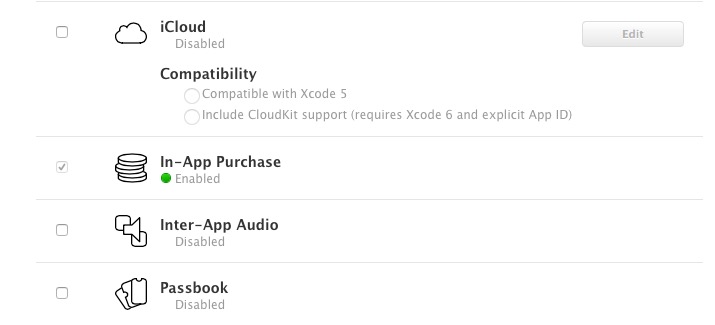 iCloud
Disabled
Edit
Compatibility
Compatible with Xcode 5
Include CloudKit support (requires Xcode 6 and explicit App ID)
In-App Purchase
Enabled
Inter-App Audio
Disabled
Passbook
Disabled